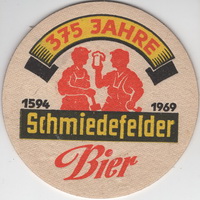 375 JAHRE
1594 1969
Schmiedefelder
Bier